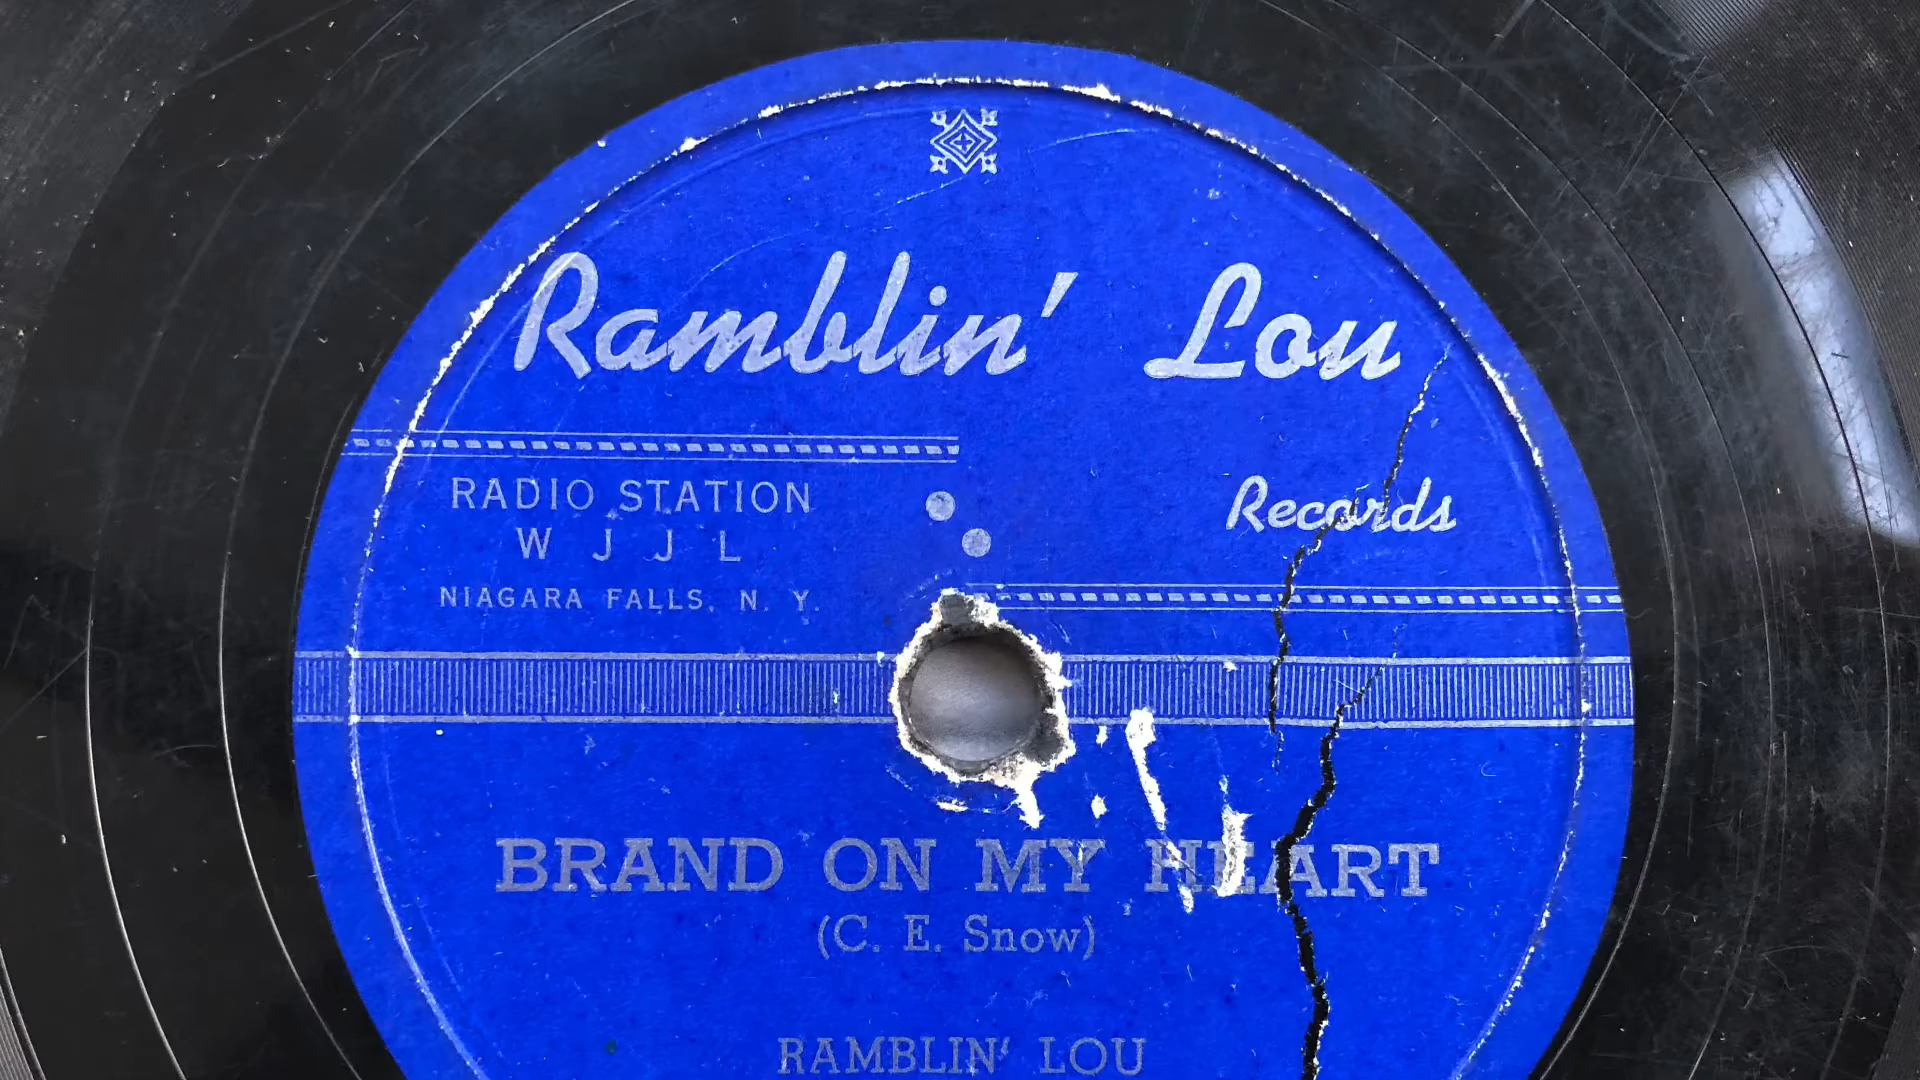 Ramblin' Lou
Records
RADIO STATION
W J J L
NIAGARA FALLS, N. Y.
BRAND ON MY HEART
(C. E. Snow)
RAMBLIN' LOU